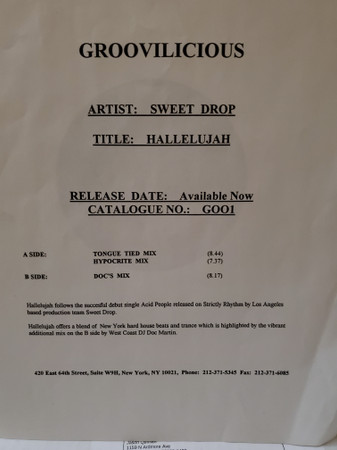 GROOVILICIOUS
ARTIST: SWEET DROP
TITLE: HALLELUJAH
RELEASE DATE: Available Now
CATALOGUE NO.: GOO1
A SIDE: TONGUE TIED MIX (8.44)
HYPOCRITE MIX (7.37)
B SIDE: DOC'S MIX (8.17)
Hallelujah follows the succesful debut single Acid People released on Strictly Rhythm by Los Angeles
based production team Sweet Drop.
Hallelujah offers a blend of New York hard house beats and trance which is highlighted by the vibrant
additional mix on the B side by West Coast DJ Doc Martin.
420 East 64th Street, Suite W5H, New York, NY 10021, Phone: 212-371-5345 Fax: 212-371-6085